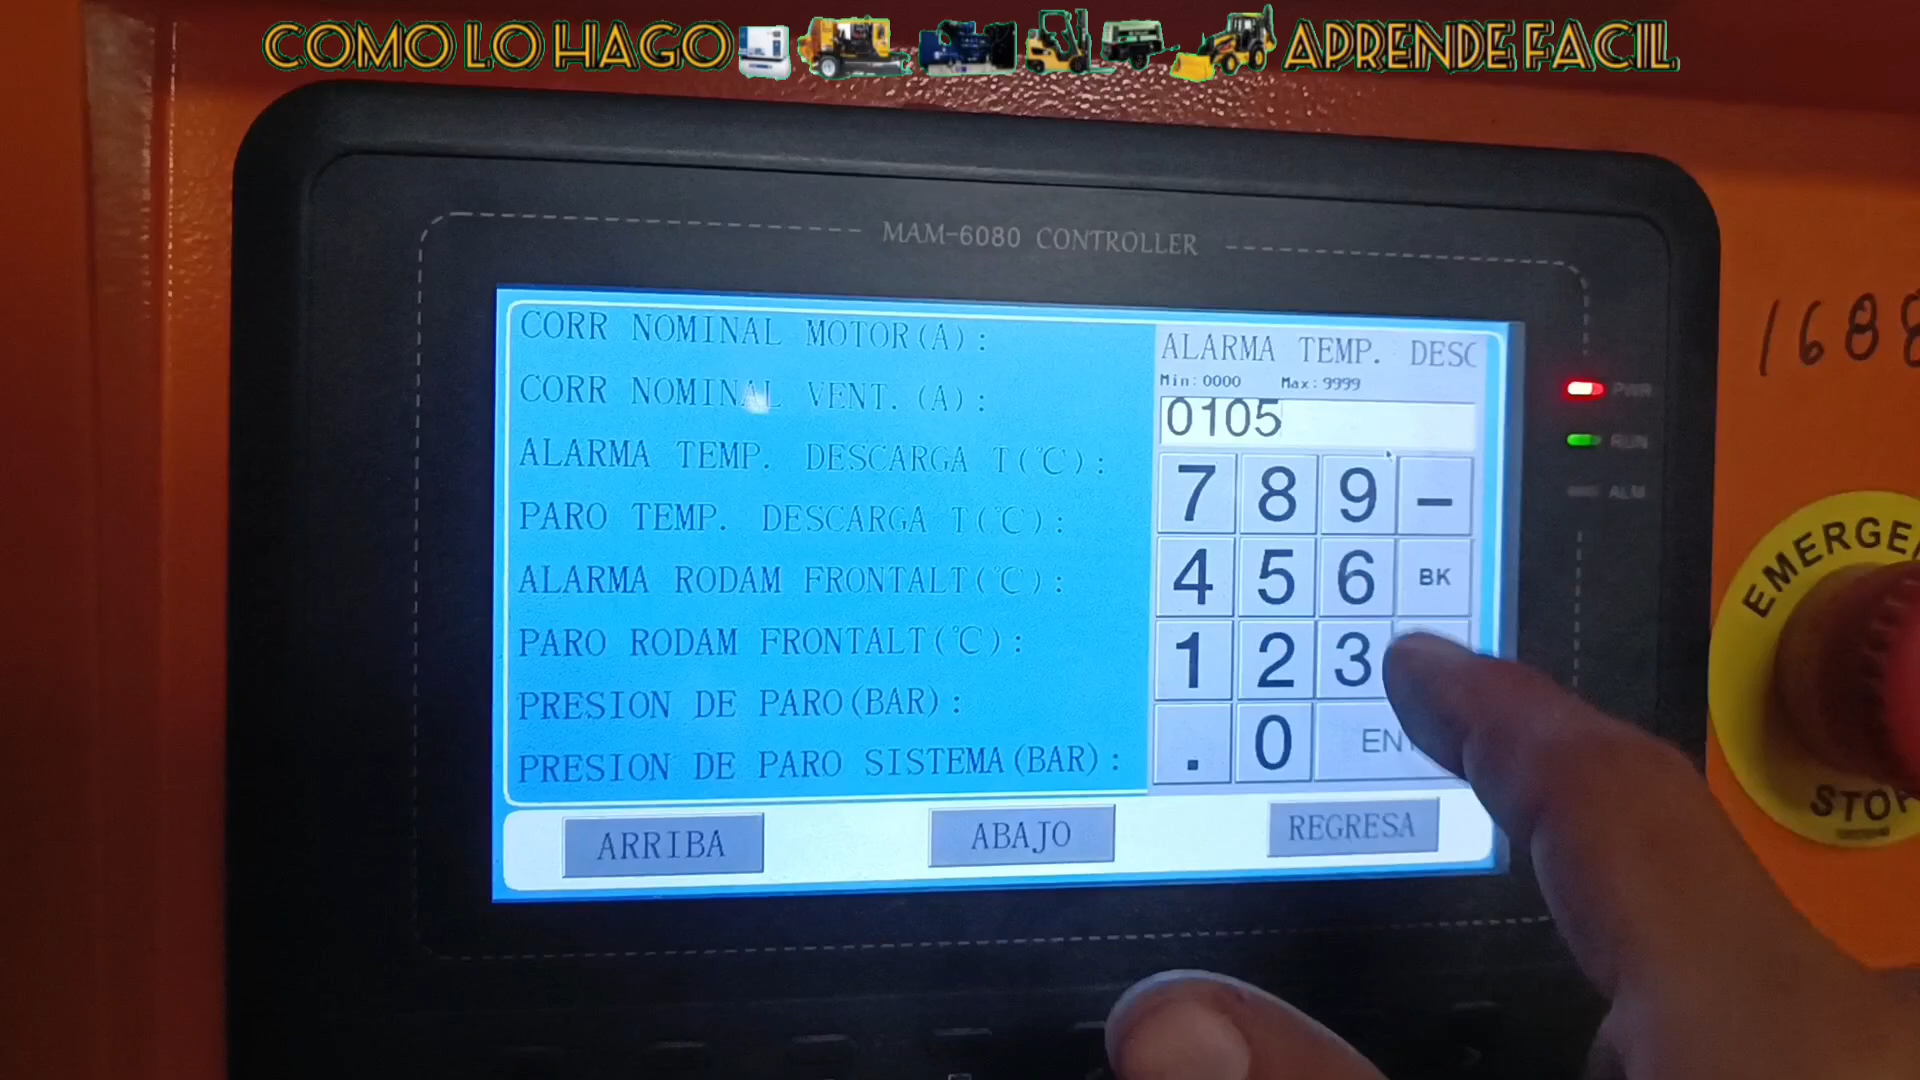 COMO LO HAGO APRENDE FACIL
MAM-6080 CONTROLLER
CORR NOMINAL MOTOR(A):
CORR NOMINAL VENT.(A):
ALARMA TEMP. DESCARGA T(℃):
PARO TEMP. DESCARGA T(℃):
ALARMA RODAM FRONTALT(℃):
PARO RODAM FRONTALT(℃):
PRESION DE PARO(BAR):
PRESION DE PARO SISTEMA(BAR):
ALARMA TEMP. DESC
Min:0000 Max:9999
0105
7 8 9 -
4 5 6 BK
1 2 3
. 0 EN
ARRIBA ABAJO REGRESA
PWR
RUN
ALM
1688
EMERGE
STOP